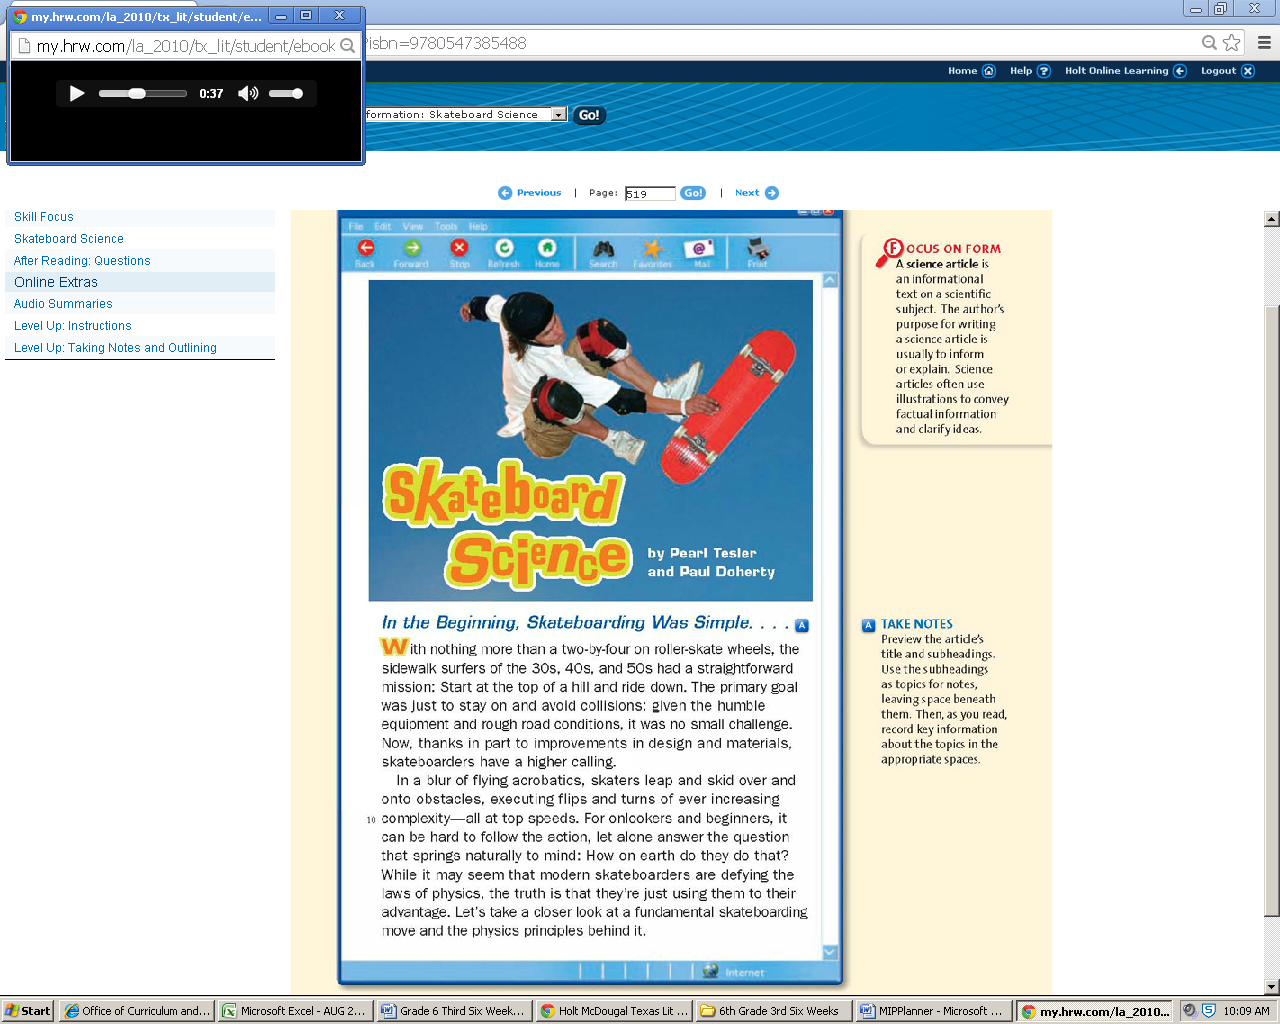 my.hrw.com/la_2010/tx_lit/student/e...
my.hrw.com/la_2010/tx_lit/student/ebook
?isbn=9780547385488
0:37
Home
Help
Holt Online Learning
Logout
formation: Skateboard Science
Go!
Previous | Page: 519 Go! | Next
Skill Focus
Skateboard Science
After Reading: Questions
Online Extras
Audio Summaries
Level Up: Instructions
Level Up: Taking Notes and Outlining
File Edit View Tools Help
Back Forward Stop Refresh Home Search Favorites Mail Print
Skateboard
Science
by Pearl Tesler
and Paul Doherty
In the Beginning, Skateboarding Was Simple. . . . A
With nothing more than a two-by-four on roller-skate wheels, the
sidewalk surfers of the 30s, 40s, and 50s had a straightforward
mission: Start at the top of a hill and ride down. The primary goal
was just to stay on and avoid collisions; given the humble
equipment and rough road conditions, it was no small challenge.
Now, thanks in part to improvements in design and materials,
skateboarders have a higher calling.
In a blur of flying acrobatics, skaters leap and skid over and
onto obstacles, executing flips and turns of ever increasing
10 complexity—all at top speeds. For onlookers and beginners, it
can be hard to follow the action, let alone answer the question
that springs naturally to mind: How on earth do they do that?
While it may seem that modern skateboarders are defying the
laws of physics, the truth is that they're just using them to their
advantage. Let's take a closer look at a fundamental skateboarding
move and the physics principles behind it.
Internet
FOCUS ON FORM
A science article is
an informational
text on a scientific
subject. The author's
purpose for writing
a science article is
usually to inform
or explain. Science
articles often use
illustrations to convey
factual information
and clarify ideas.
A TAKE NOTES
Preview the article's
title and subheadings.
Use the subheadings
as topics for notes,
leaving space beneath
them. Then, as you read,
record key information
about the topics in the
appropriate spaces.
Start
Office of Curriculum and...
Microsoft Excel - AUG 2...
Grade 6 Third Six Week...
Holt McDougal Texas Lit ...
6th Grade 3rd Six Weeks
MIPPlanner - Microsoft ...
my.hrw.com/la_2010...
10:09 AM